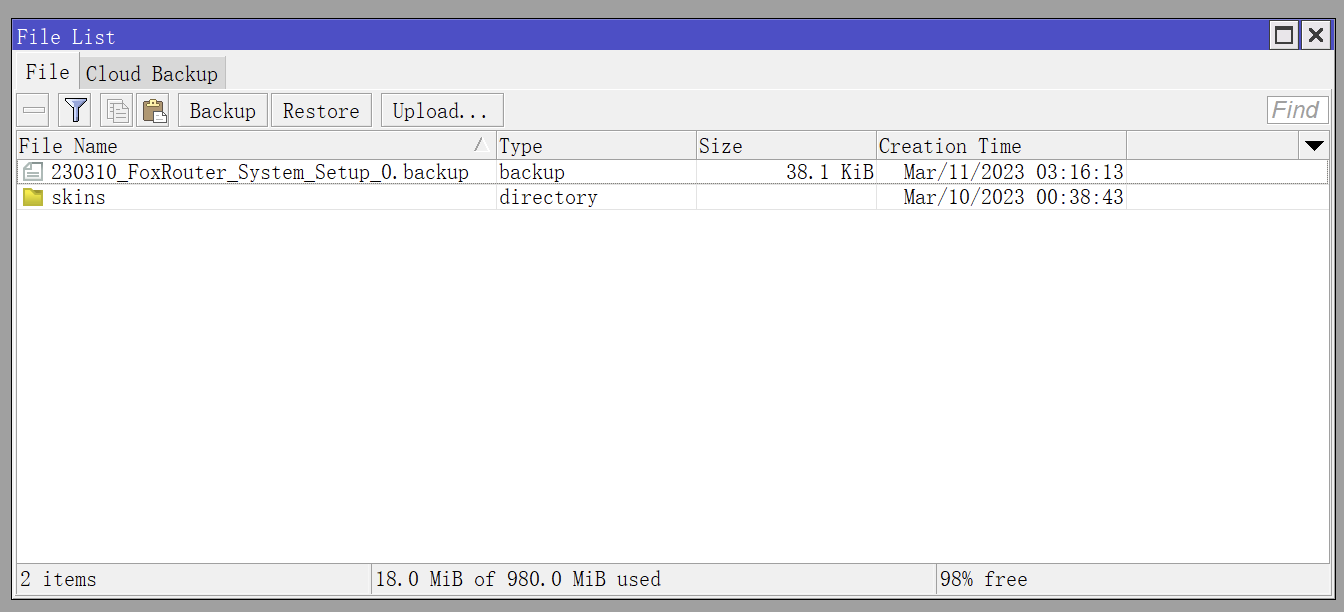 File List
File Cloud Backup
Backup Restore Upload... Find
File Name Type Size Creation Time
230310_FoxRouter_System_Setup_0.backup backup 38.1 KiB Mar/11/2023 03:16:13
skins directory Mar/10/2023 00:38:43
2 items 18.0 MiB of 980.0 MiB used 98% free